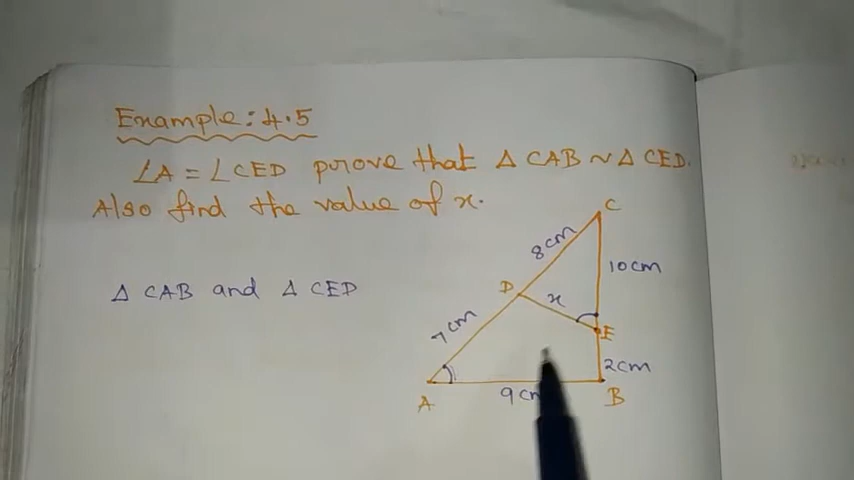 Example: 4.5
∠A = ∠CED prove that Δ CAB ~ Δ CED.
Also find the value of x.
Δ CAB and Δ CED
C
8cm
10cm
D
x
7cm
E
2cm
A
B